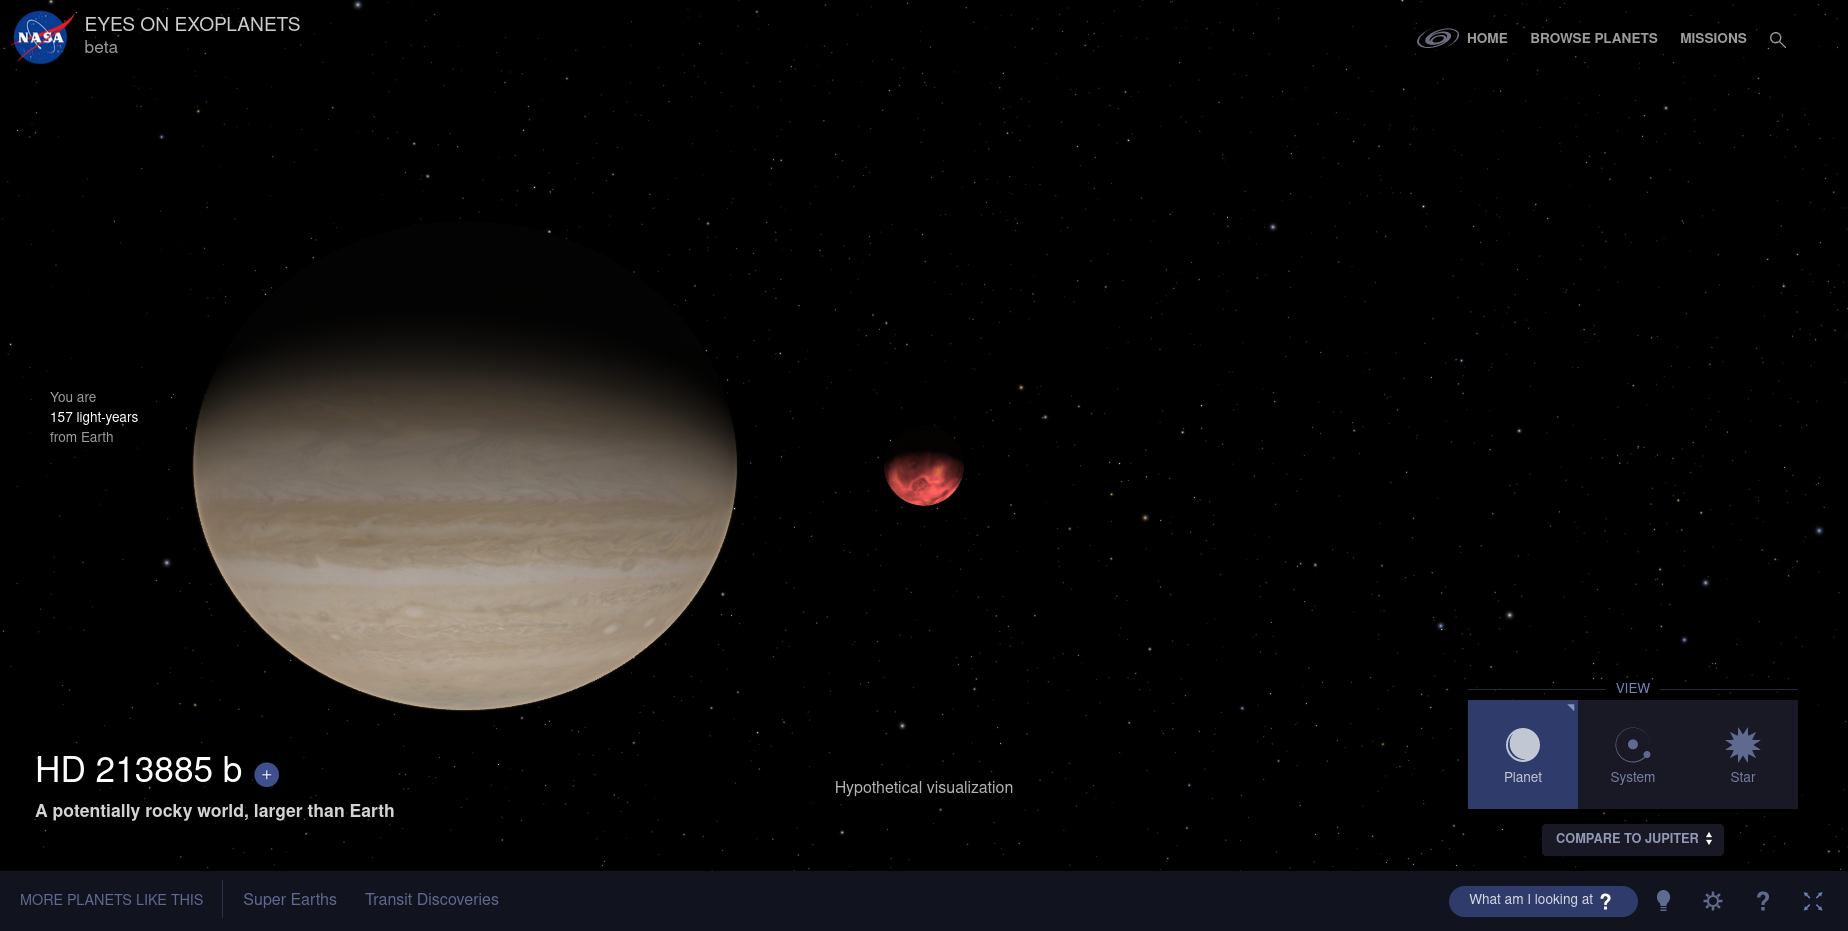 NASA
EYES ON EXOPLANETS
beta
HOME
BROWSE PLANETS
MISSIONS
You are
157 light-years
from Earth
HD 213885 b +
A potentially rocky world, larger than Earth
Hypothetical visualization
VIEW
Planet
System
Star
COMPARE TO JUPITER
MORE PLANETS LIKE THIS
Super Earths
Transit Discoveries
What am I looking at ?
?